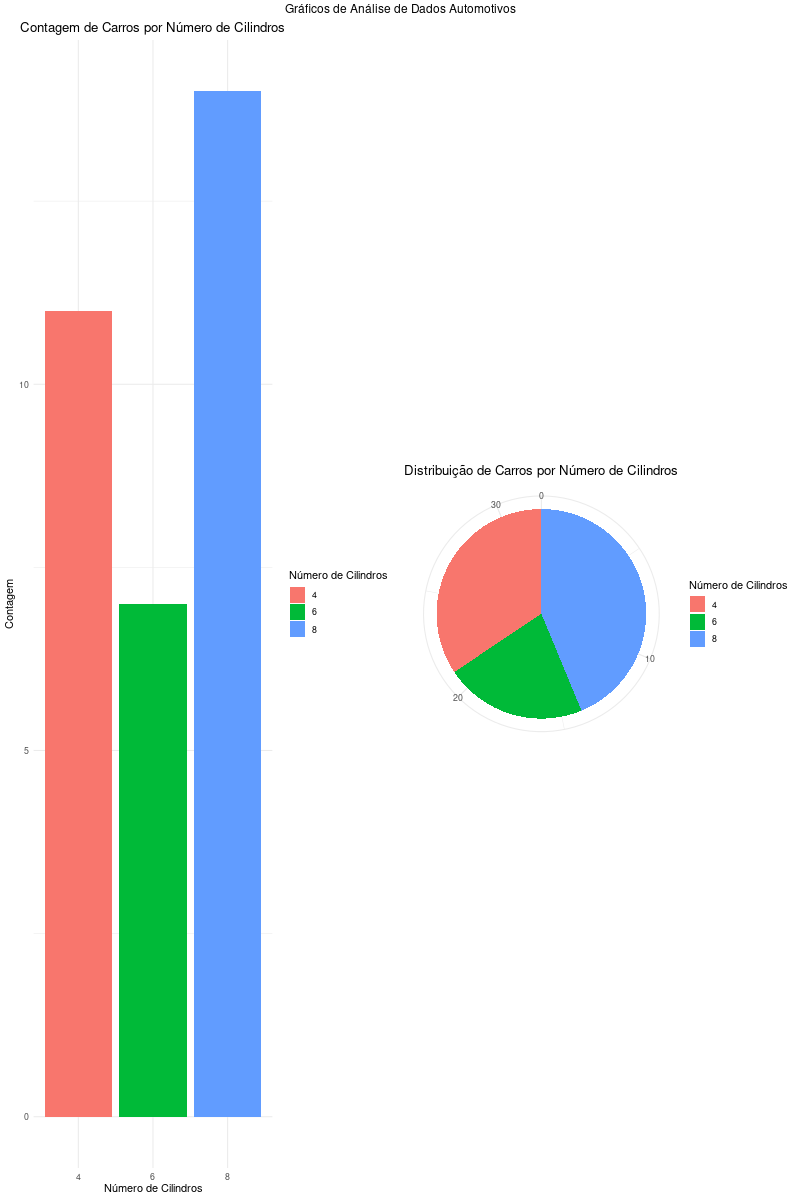 Gráficos de Análise de Dados Automotivos
Contagem de Carros por Número de Cilindros
10
5
0
Contagem
4
6
8
Número de Cilindros
Número de Cilindros
4
6
8
Distribuição de Carros por Número de Cilindros
0
10
20
30
Número de Cilindros
4
6
8